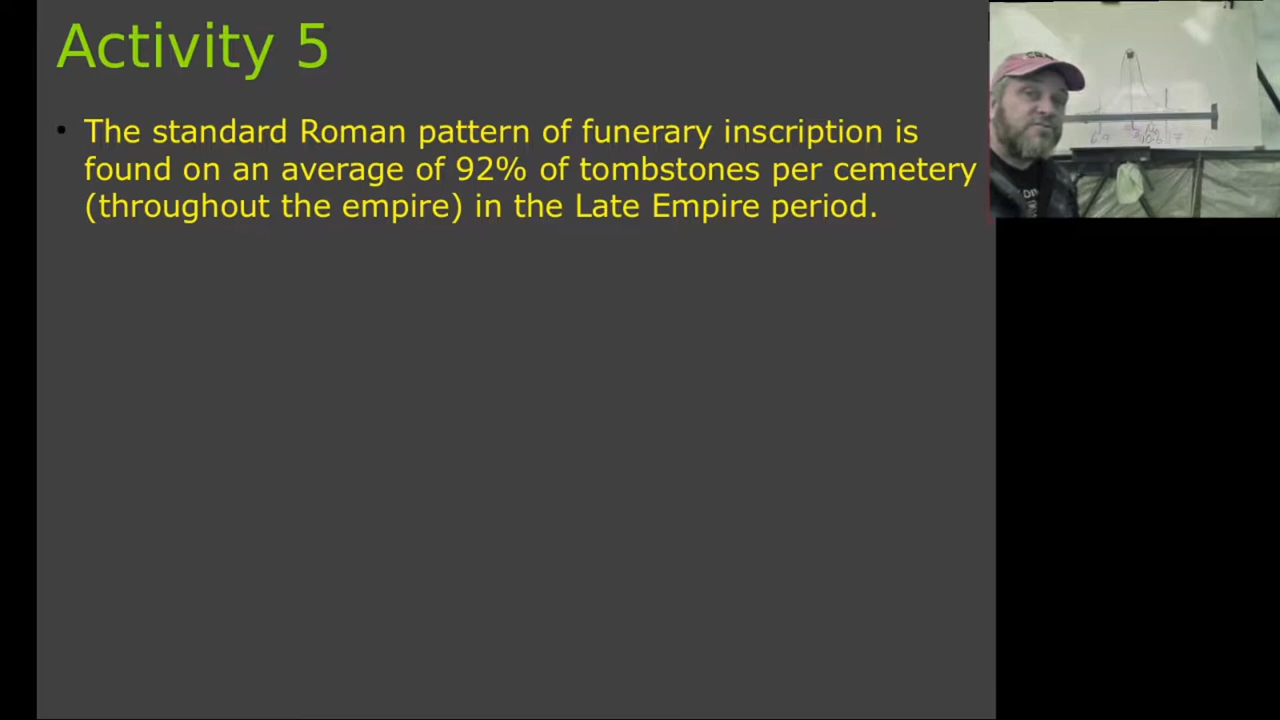 Activity 5
• The standard Roman pattern of funerary inscription is
found on an average of 92% of tombstones per cemetery
(throughout the empire) in the Late Empire period.